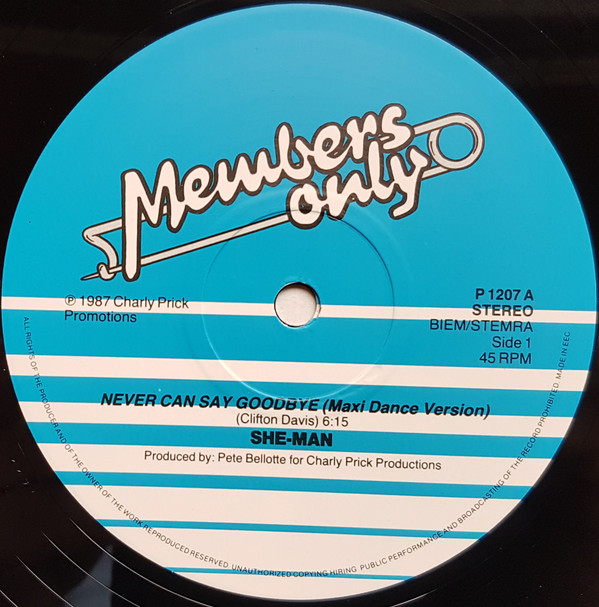 Members
only
℗ 1987 Charly Prick
Promotions
P 1207 A
STEREO
BIEM/STEMRA
Side 1
45 RPM
NEVER CAN SAY GOODBYE (Maxi Dance Version)
(Clifton Davis) 6:15
SHE-MAN
Produced by: Pete Bellotte for Charly Prick Productions
ALL RIGHTS OF THE PRODUCER AND OF THE OWNER OF THE WORK REPRODUCED RESERVED. UNAUTHORIZED COPYING HIRING PUBLIC PERFORMANCE AND BROADCASTING OF THE RECORD PROHIBITED. MADE IN EEC